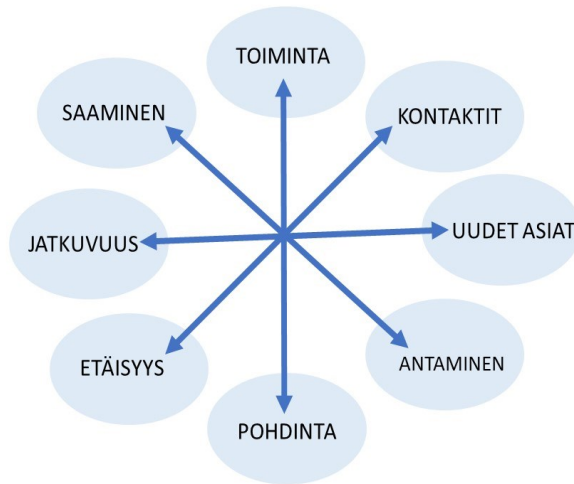 TOIMINTA
SAAMINEN
KONTAKTIT
JATKUVUUS
UUDET ASIAT
ETÄISYYS
ANTAMINEN
POHDINTA